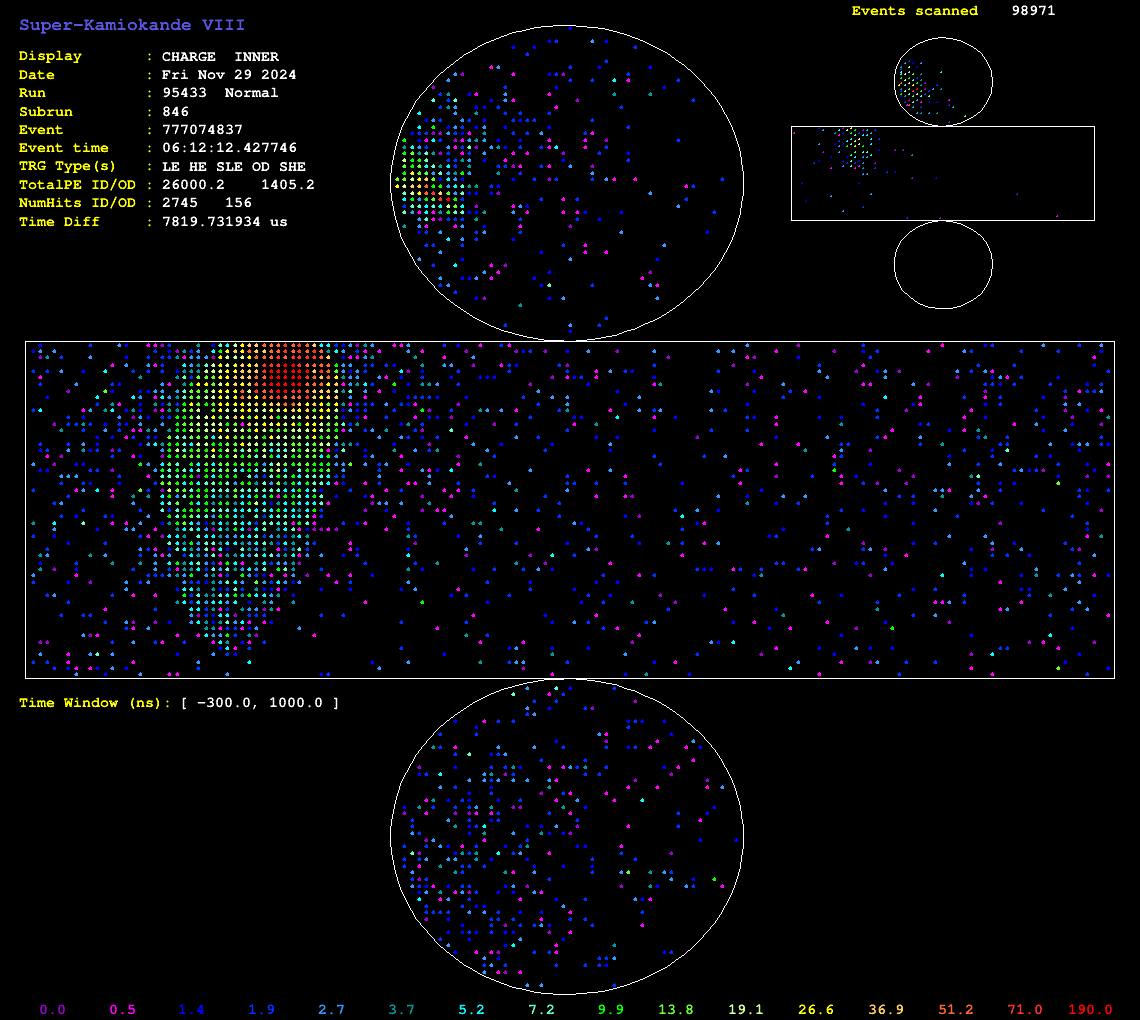 Super-Kamiokande VIII
Events scanned 98971
Display : CHARGE INNER
Date : Fri Nov 29 2024
Run : 95433 Normal
Subrun : 846
Event : 777074837
Event time : 06:12:12.427746
TRG Type(s) : LE HE SLE OD SHE
TotalPE ID/OD : 26000.2 1405.2
NumHits ID/OD : 2745 156
Time Diff : 7819.731934 us
Time Window (ns): [ -300.0, 1000.0 ]
0.0 0.5 1.4 1.9 2.7 3.7 5.2 7.2 9.9 13.8 19.1 26.6 36.9 51.2 71.0 190.0